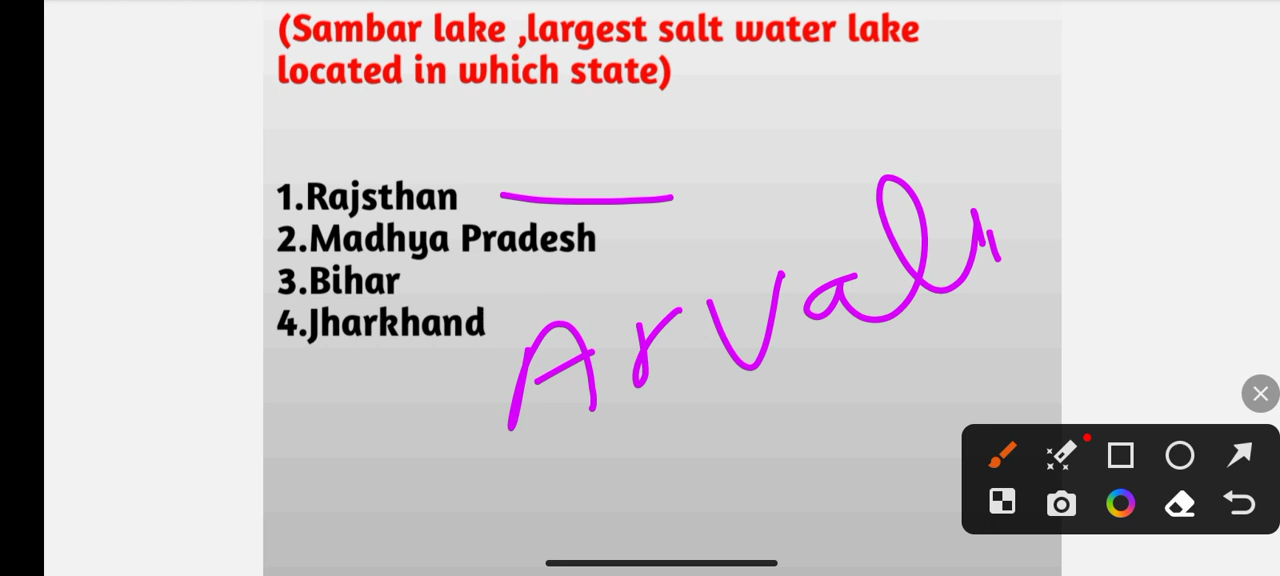 (Sambar lake ,largest salt water lake
located in which state)
1.Rajsthan
2.Madhya Pradesh
3.Bihar
4.Jharkhand
Arvali